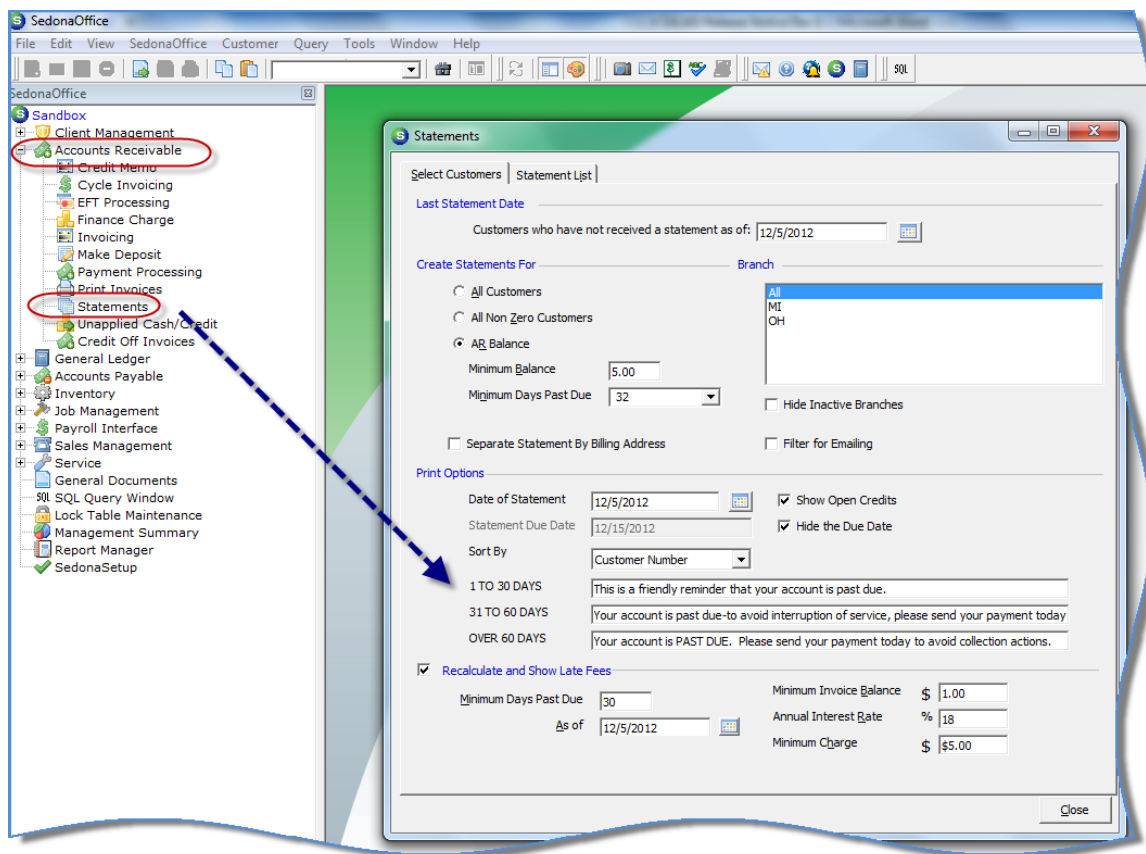 SedonaOffice
File Edit View SedonaOffice Customer Query Tools Window Help
SQL
SedonaOffice
Sandbox
Client Management
Accounts Receivable
Credit Memo
Cycle Invoicing
EFT Processing
Finance Charge
Invoicing
Make Deposit
Payment Processing
Print Invoices
Statements
Unapplied Cash/Credit
Credit Off Invoices
General Ledger
Accounts Payable
Inventory
Job Management
Payroll Interface
Sales Management
Service
General Documents
SQL SQL Query Window
Lock Table Maintenance
Management Summary
Report Manager
SedonaSetup
Statements
Select Customers Statement List
Last Statement Date
Customers who have not received a statement as of: 12/5/2012
Create Statements For Branch
All Customers
All Non Zero Customers
AR Balance
Minimum Balance 5.00
Minimum Days Past Due 32
All
MI
OH
Hide Inactive Branches
Separate Statement By Billing Address Filter for Emailing
Print Options
Date of Statement 12/5/2012 Show Open Credits
Statement Due Date 12/15/2012 Hide the Due Date
Sort By Customer Number
1 TO 30 DAYS This is a friendly reminder that your account is past due.
31 TO 60 DAYS Your account is past due-to avoid interruption of service, please send your payment today
OVER 60 DAYS Your account is PAST DUE. Please send your payment today to avoid collection actions.
Recalculate and Show Late Fees
Minimum Days Past Due 30 Minimum Invoice Balance $ 1.00
As of 12/5/2012 Annual Interest Rate % 18
Minimum Charge $ $5.00
Close